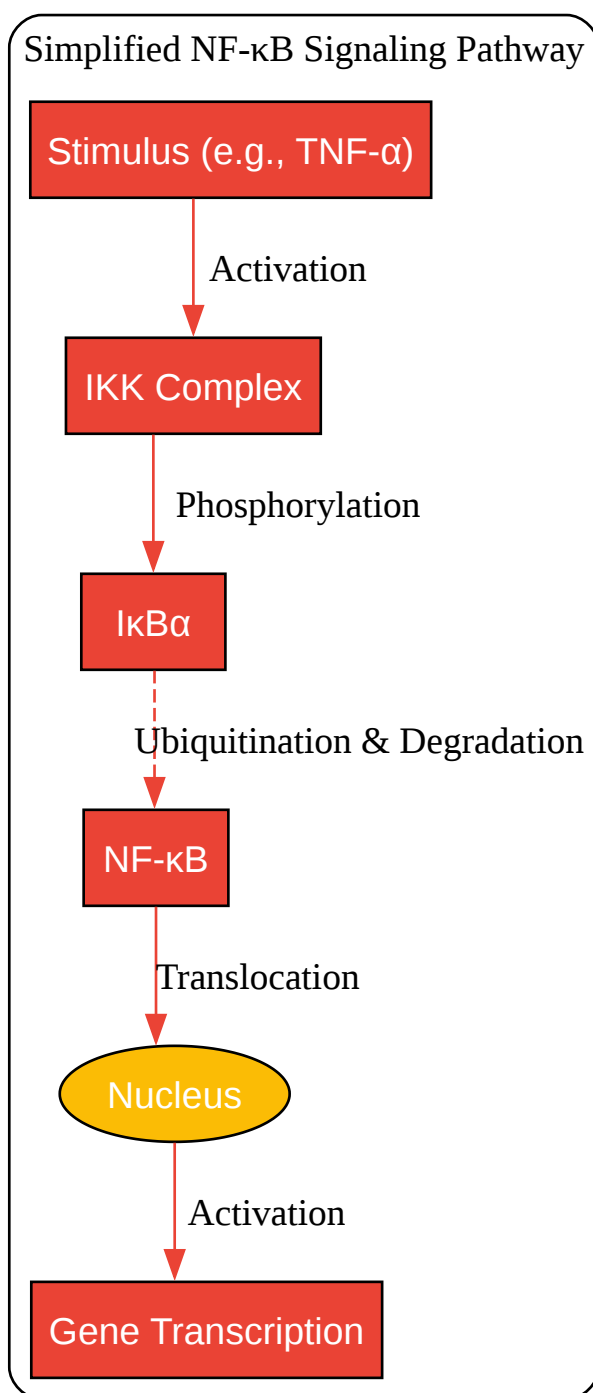 Simplified NF-κB Signaling Pathway
Stimulus (e.g., TNF-α)
Activation
IKK Complex
Phosphorylation
IκBα
Ubiquitination & Degradation
NF-κB
Translocation
Nucleus
Activation
Gene Transcription